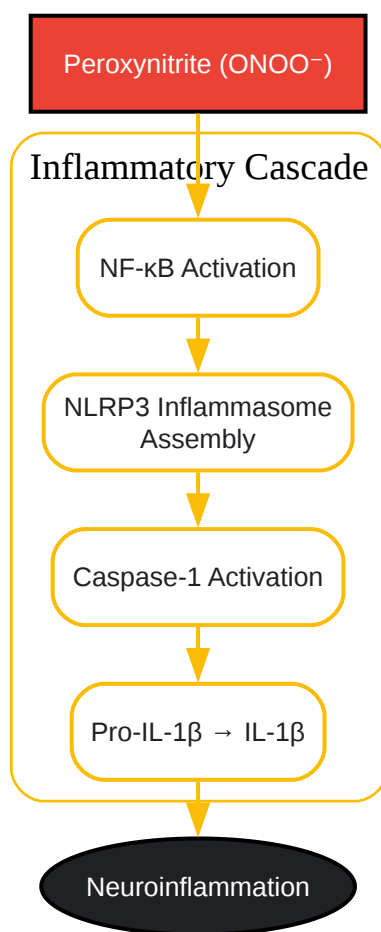 Peroxynitrite (ONOO⁻)
Inflammatory Cascade
NF-κB Activation
NLRP3 Inflammasome
Assembly
Caspase-1 Activation
Pro-IL-1β → IL-1β
Neuroinflammation